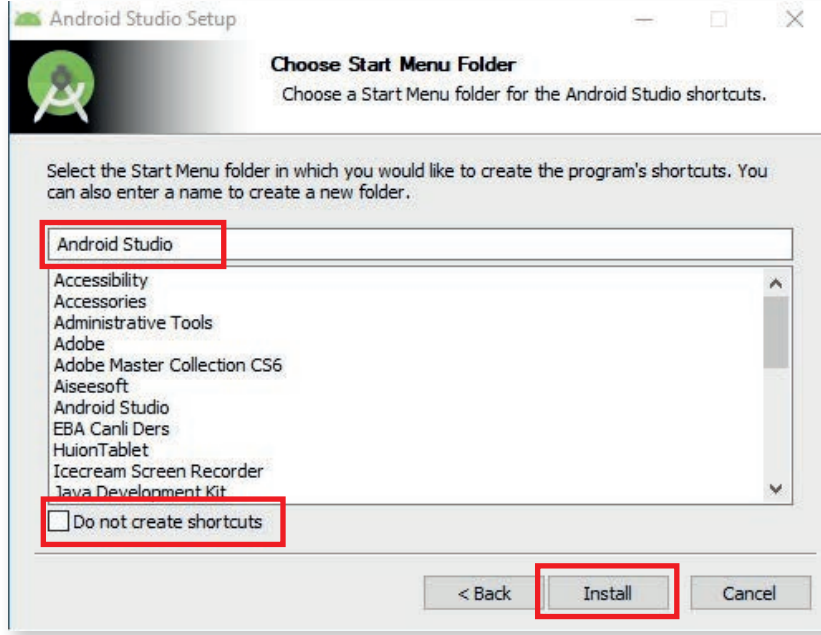 Android Studio Setup
Choose Start Menu Folder
Choose a Start Menu folder for the Android Studio shortcuts.
Select the Start Menu folder in which you would like to create the program's shortcuts. You
can also enter a name to create a new folder.
Android Studio
Accessibility
Accessories
Administrative Tools
Adobe
Adobe Master Collection CS6
Aiseesoft
Android Studio
EBA Canli Ders
HuionTablet
Icecream Screen Recorder
Java Development Kit
Do not create shortcuts
< Back Install Cancel